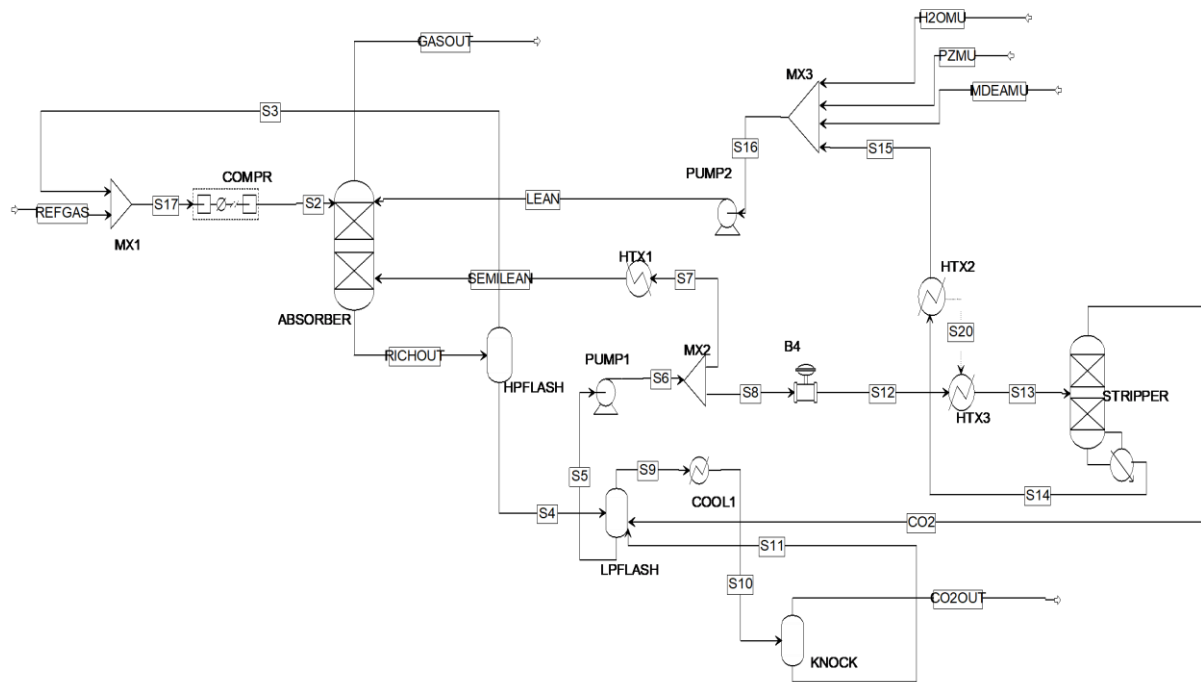 H2OMU
GASOUT
PZMU
MX3
MDEAMU
S3
S16
S15
COMPR
PUMP2
REFGAS
S17
S2
LEAN
MX1
HTX1
HTX2
SEMILEAN
S7
ABSORBER
S20
RICHOUT
PUMP1
MX2
B4
HPFLASH
S6
S8
S12
HTX3
S13
STRIPPER
S5
S9
COOL1
S14
S4
CO2
LPFLASH
S11
S10
CO2OUT
KNOCK